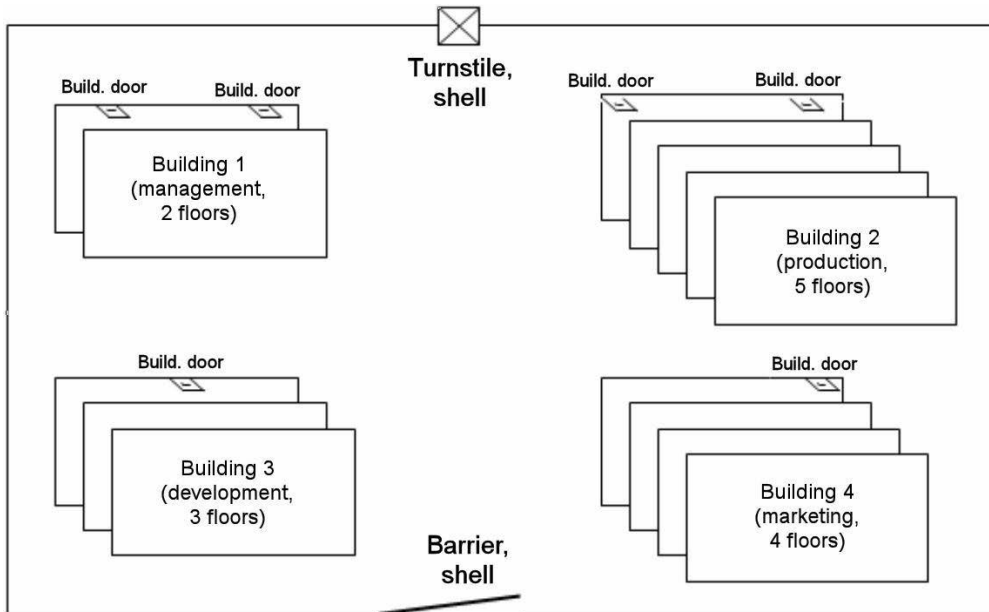 Turnstile,
shell
Build. door
Build. door
Building 1
(management,
2 floors)
Build. door
Build. door
Building 2
(production,
5 floors)
Build. door
Building 3
(development,
3 floors)
Build. door
Building 4
(marketing,
4 floors)
Barrier,
shell